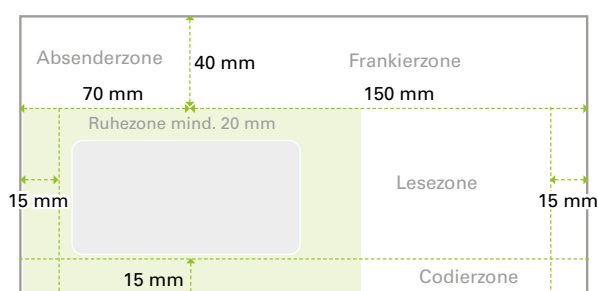 Absenderzone
40 mm
Frankierzone
70 mm
150 mm
Ruhezone mind. 20 mm
Lesezone
15 mm
15 mm
15 mm
Codierzone